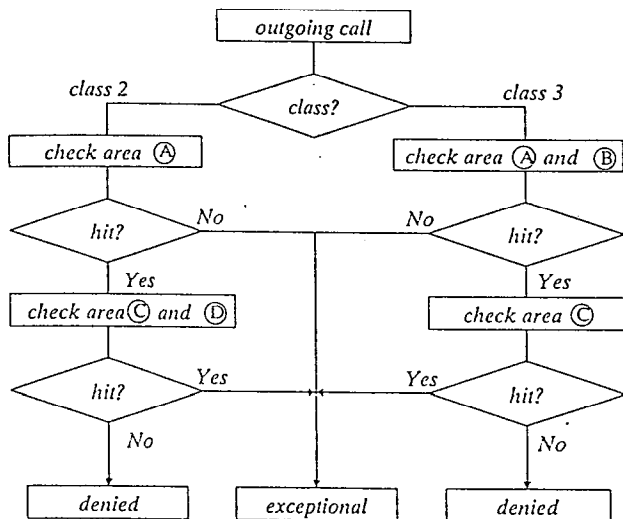 outgoing call
class 2
class?
class 3
check area Ⓐ
check area Ⓐ and Ⓑ
hit?
No
No
hit?
Yes
Yes
check area Ⓒ and Ⓓ
check area Ⓒ
hit?
Yes
Yes
hit?
No
No
denied
exceptional
denied